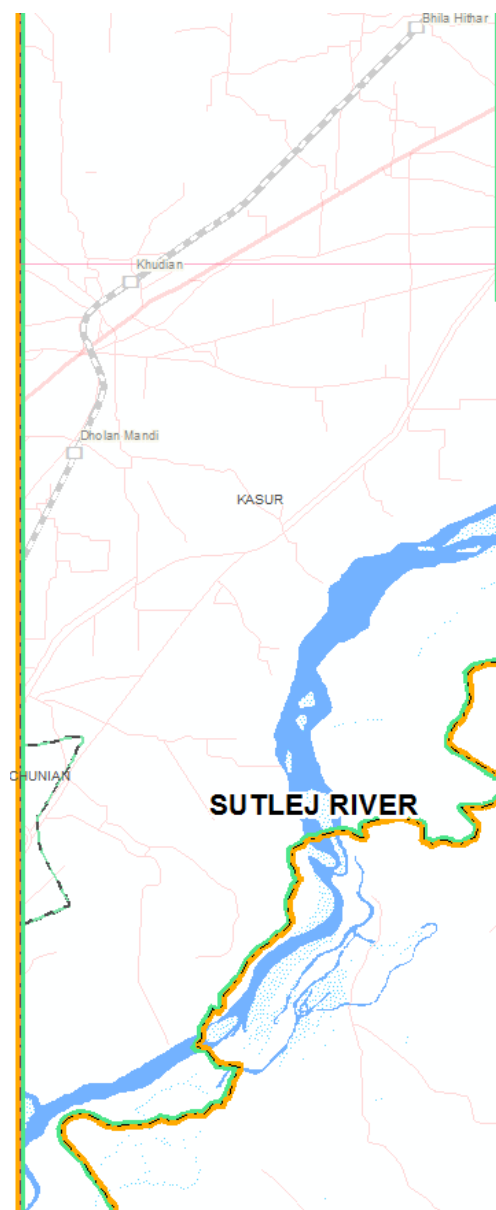 Bhila Hithar
Khudian
Dholan Mandi
KASUR
CHUNIAN
SUTLEJ RIVER